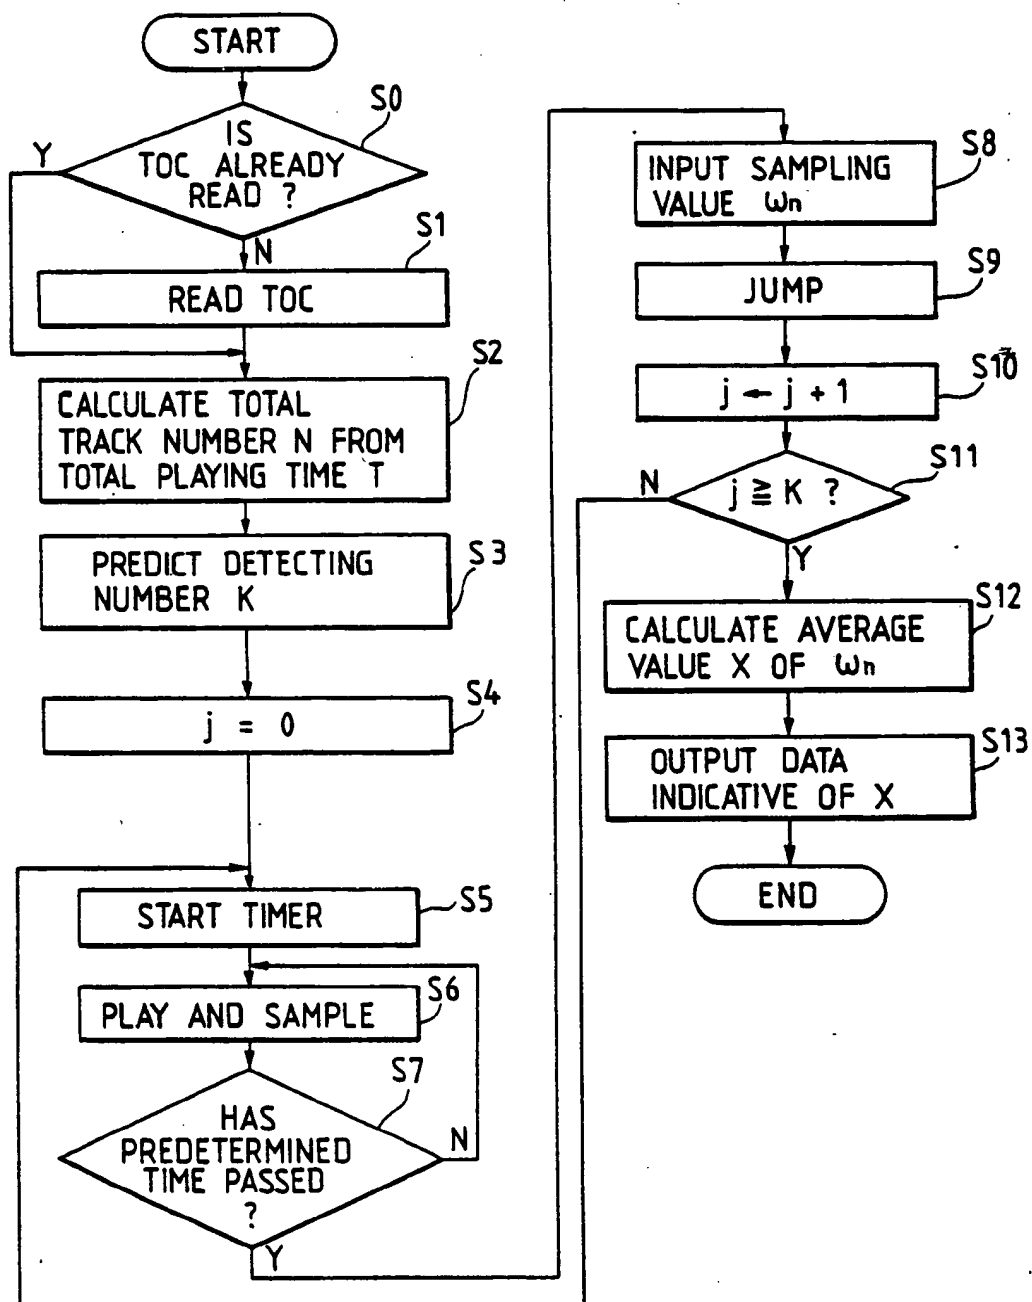 START
S0
IS
TOC ALREADY
READ ?
Y
N
S1
READ TOC
S2
CALCULATE TOTAL
TRACK NUMBER N FROM
TOTAL PLAYING TIME T
S3
PREDICT DETECTING
NUMBER K
S4
j = 0
S5
START TIMER
S6
PLAY AND SAMPLE
S7
HAS
PREDETERMINED
TIME PASSED
?
N
Y
S8
INPUT SAMPLING
VALUE ωn
S9
JUMP
S10
j ← j + 1
S11
j ≧ K ?
N
Y
S12
CALCULATE AVERAGE
VALUE X OF ωn
S13
OUTPUT DATA
INDICATIVE OF X
END